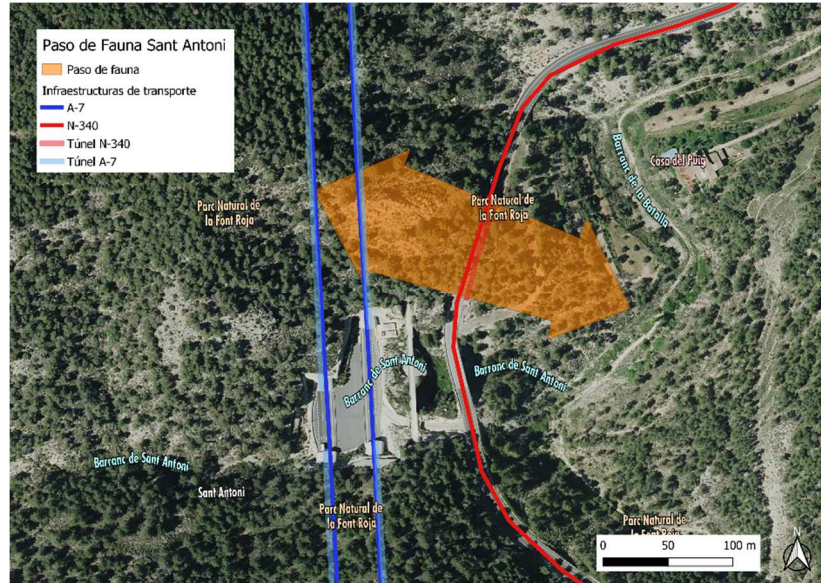 Paso de Fauna Sant Antoni
Paso de fauna
Infraestructuras de transporte
A-7
N-340
Túnel N-340
Túnel A-7
Parc Natural de
la Font Roja
Parc Natural de
la Font Roja
Barranc de la Batalla
Casa del Puig
Barranc de Sant Antoni
Barranc de Sant Antoni
Barranc de Sant Antoni
Sant Antoni
Parc Natural de
la Font Roja
Parc Natural de
la Font Roja
0 50 100 m
N